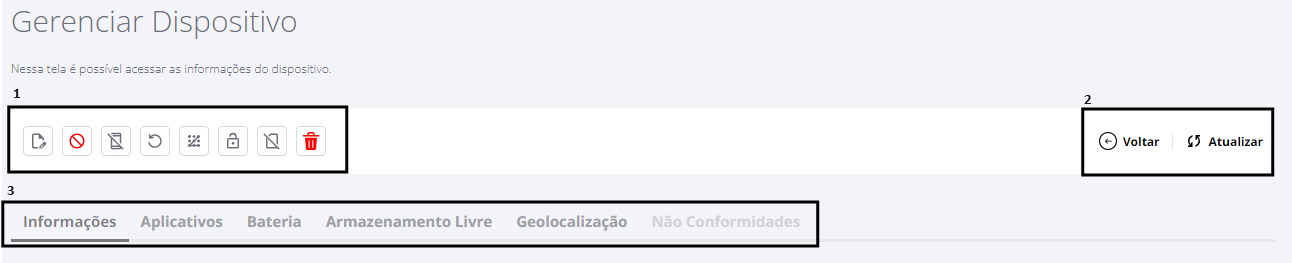 Gerenciar Dispositivo
Nessa tela é possível acessar as informações do dispositivo.
1
2
Voltar Atualizar
3
Informações Aplicativos Bateria Armazenamento Livre Geolocalização Não Conformidades